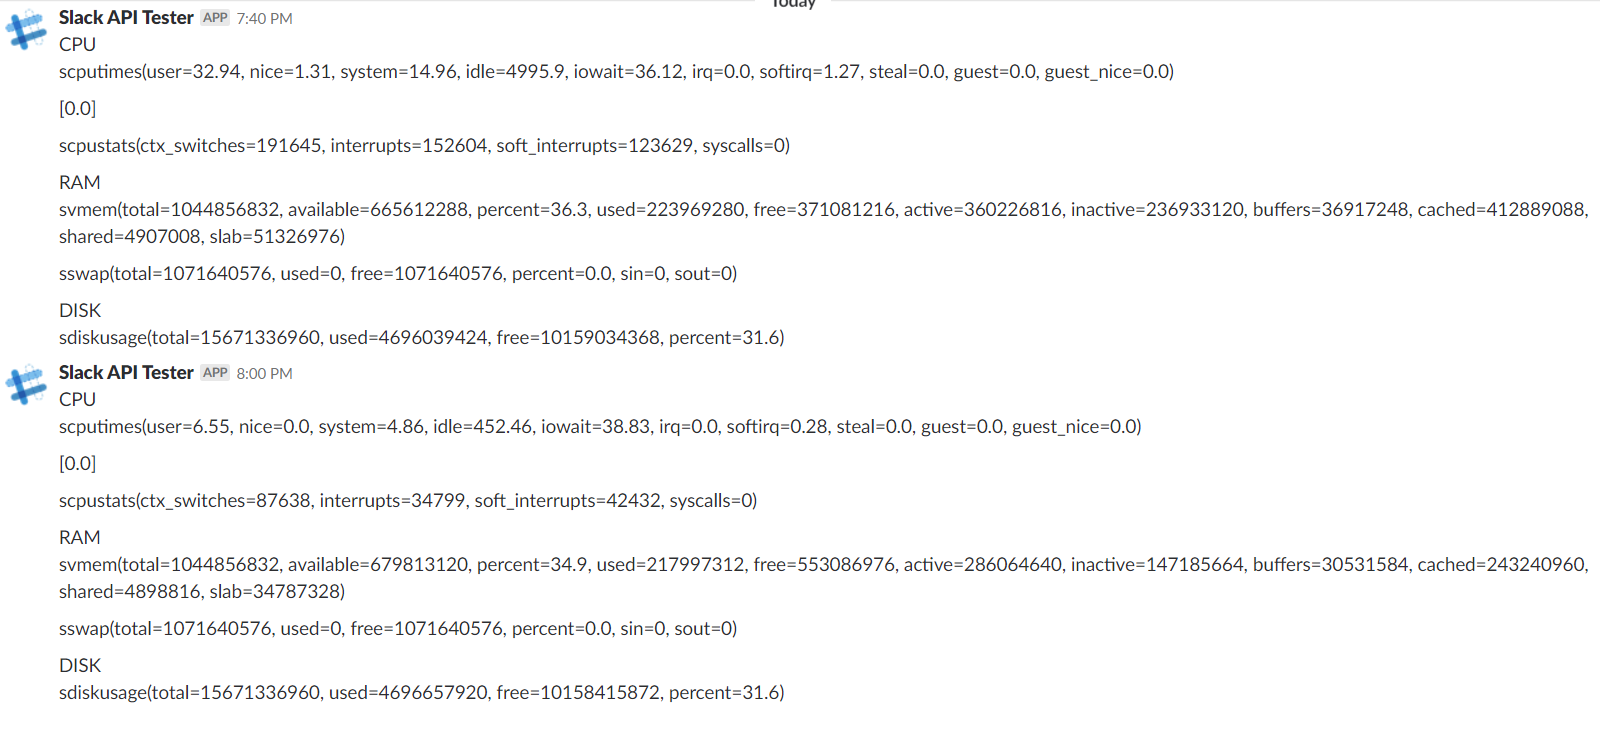 Today
Slack API Tester APP 7:40 PM
CPU
scputimes(user=32.94, nice=1.31, system=14.96, idle=4995.9, iowait=36.12, irq=0.0, softirq=1.27, steal=0.0, guest=0.0, guest_nice=0.0)
[0.0]
scpustats(ctx_switches=191645, interrupts=152604, soft_interrupts=123629, syscalls=0)
RAM
svmem(total=1044856832, available=665612288, percent=36.3, used=223969280, free=371081216, active=360226816, inactive=236933120, buffers=36917248, cached=412889088,
shared=4907008, slab=51326976)
sswap(total=1071640576, used=0, free=1071640576, percent=0.0, sin=0, sout=0)
DISK
sdiskusage(total=15671336960, used=4696039424, free=10159034368, percent=31.6)
Slack API Tester APP 8:00 PM
CPU
scputimes(user=6.55, nice=0.0, system=4.86, idle=452.46, iowait=38.83, irq=0.0, softirq=0.28, steal=0.0, guest=0.0, guest_nice=0.0)
[0.0]
scpustats(ctx_switches=87638, interrupts=34799, soft_interrupts=42432, syscalls=0)
RAM
svmem(total=1044856832, available=679813120, percent=34.9, used=217997312, free=553086976, active=286064640, inactive=147185664, buffers=30531584, cached=243240960,
shared=4898816, slab=34787328)
sswap(total=1071640576, used=0, free=1071640576, percent=0.0, sin=0, sout=0)
DISK
sdiskusage(total=15671336960, used=4696657920, free=10158415872, percent=31.6)